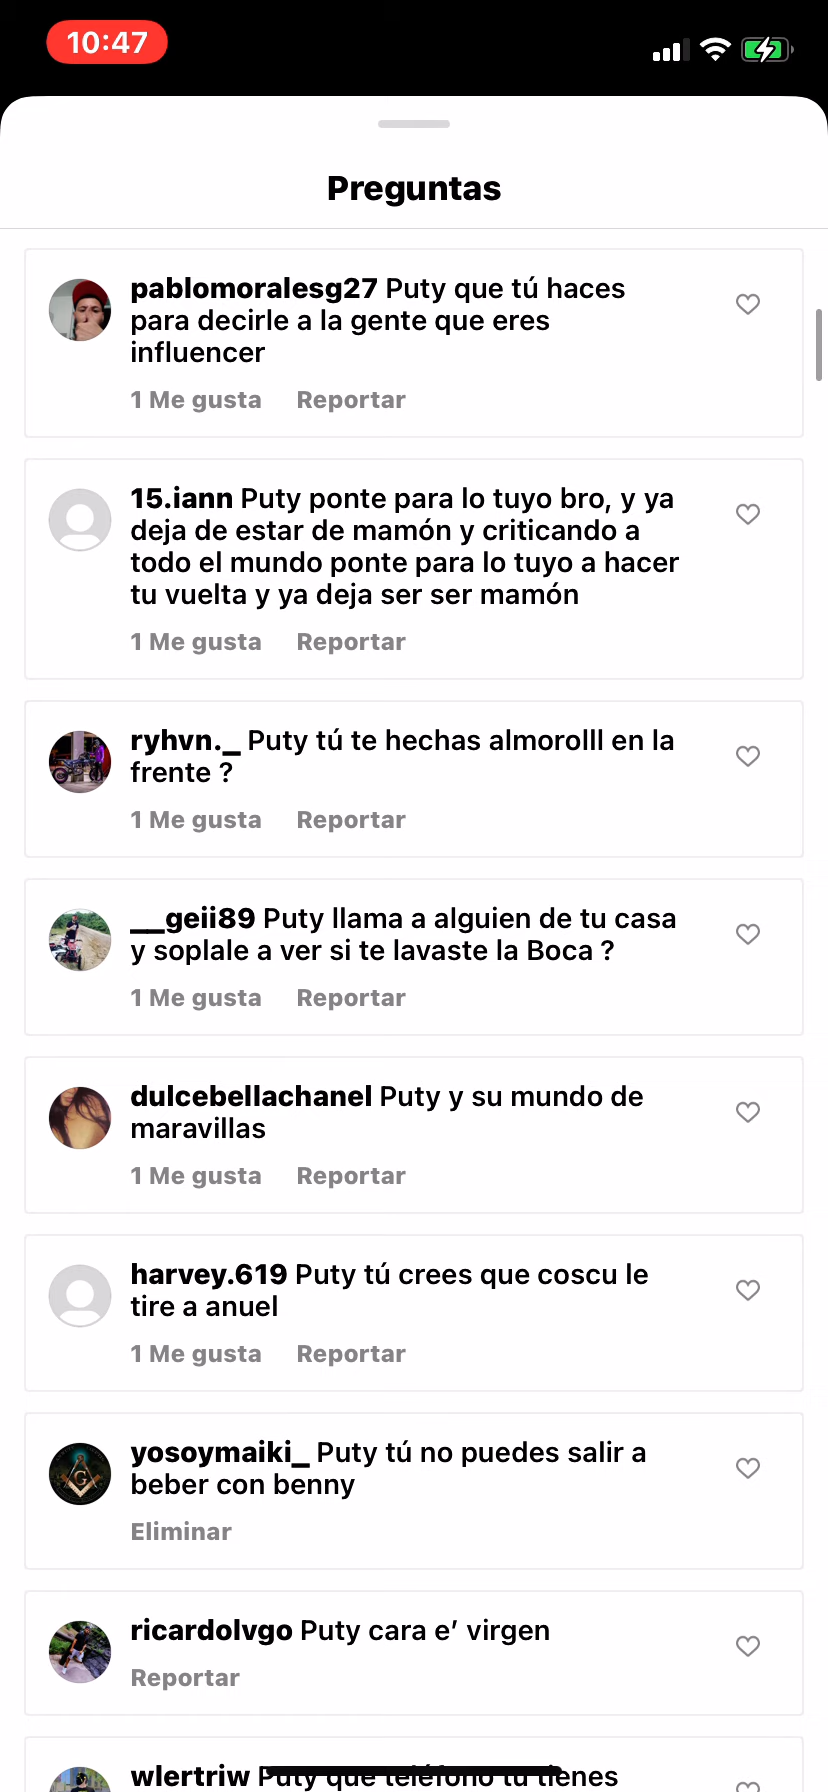 10:47
Preguntas
pablomoralesg27 Puty que tú haces
para decirle a la gente que eres
influencer
1 Me gusta Reportar
15.iann Puty ponte para lo tuyo bro, y ya
deja de estar de mamón y criticando a
todo el mundo ponte para lo tuyo a hacer
tu vuelta y ya deja ser ser mamón
1 Me gusta Reportar
ryhvn._ Puty tú te hechas almorolll en la
frente ?
1 Me gusta Reportar
__geii89 Puty llama a alguien de tu casa
y soplale a ver si te lavaste la Boca ?
1 Me gusta Reportar
dulcebellachanel Puty y su mundo de
maravillas
1 Me gusta Reportar
harvey.619 Puty tú crees que coscu le
tire a anuel
1 Me gusta Reportar
G
yosoymaiki_ Puty tú no puedes salir a
beber con benny
Eliminar
ricardolvgo Puty cara e’ virgen
Reportar
wlertriw Puty que teléfono tú tienes